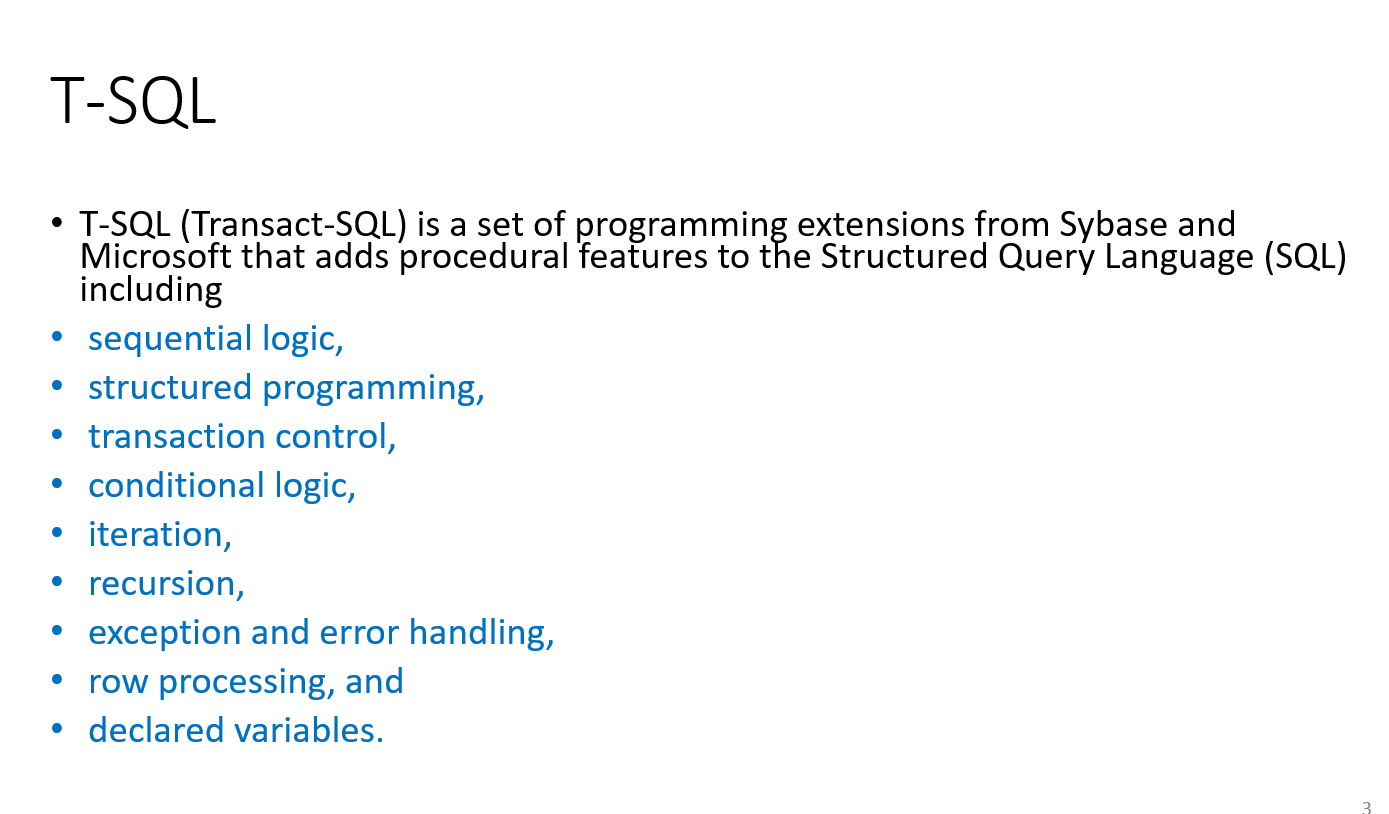 T-SQL
• T-SQL (Transact-SQL) is a set of programming extensions from Sybase and
Microsoft that adds procedural features to the Structured Query Language (SQL)
including
• sequential logic,
• structured programming,
• transaction control,
• conditional logic,
• iteration,
• recursion,
• exception and error handling,
• row processing, and
• declared variables.
3